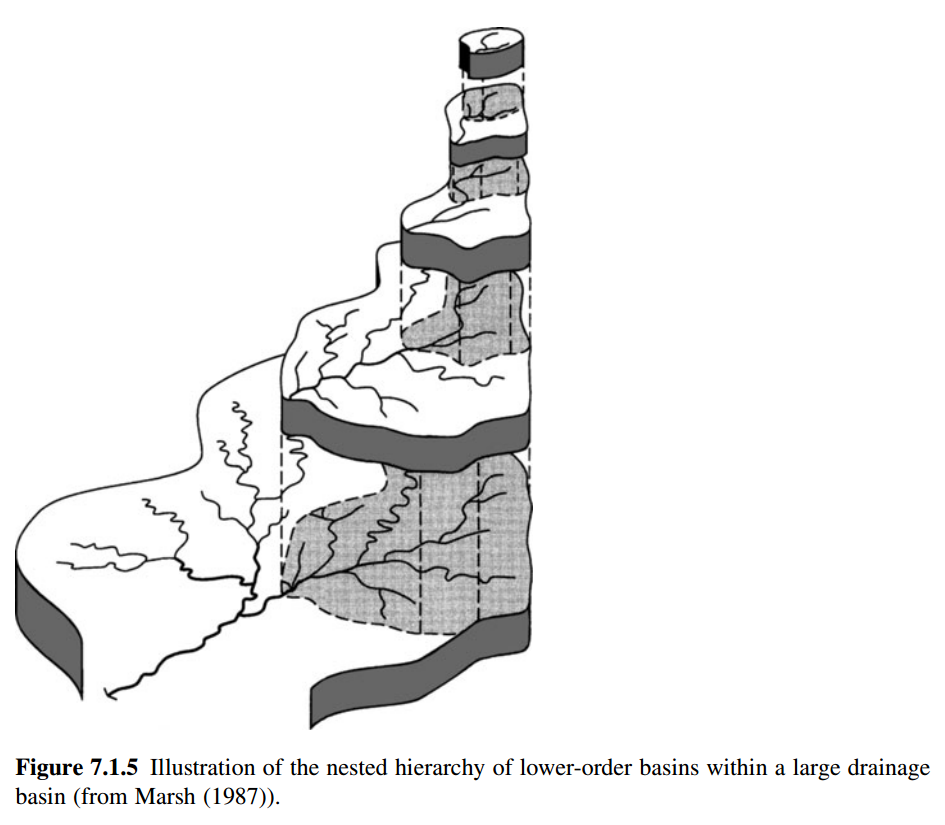 Figure 7.1.5 Illustration of the nested hierarchy of lower-order basins within a large drainage
basin (from Marsh (1987)).